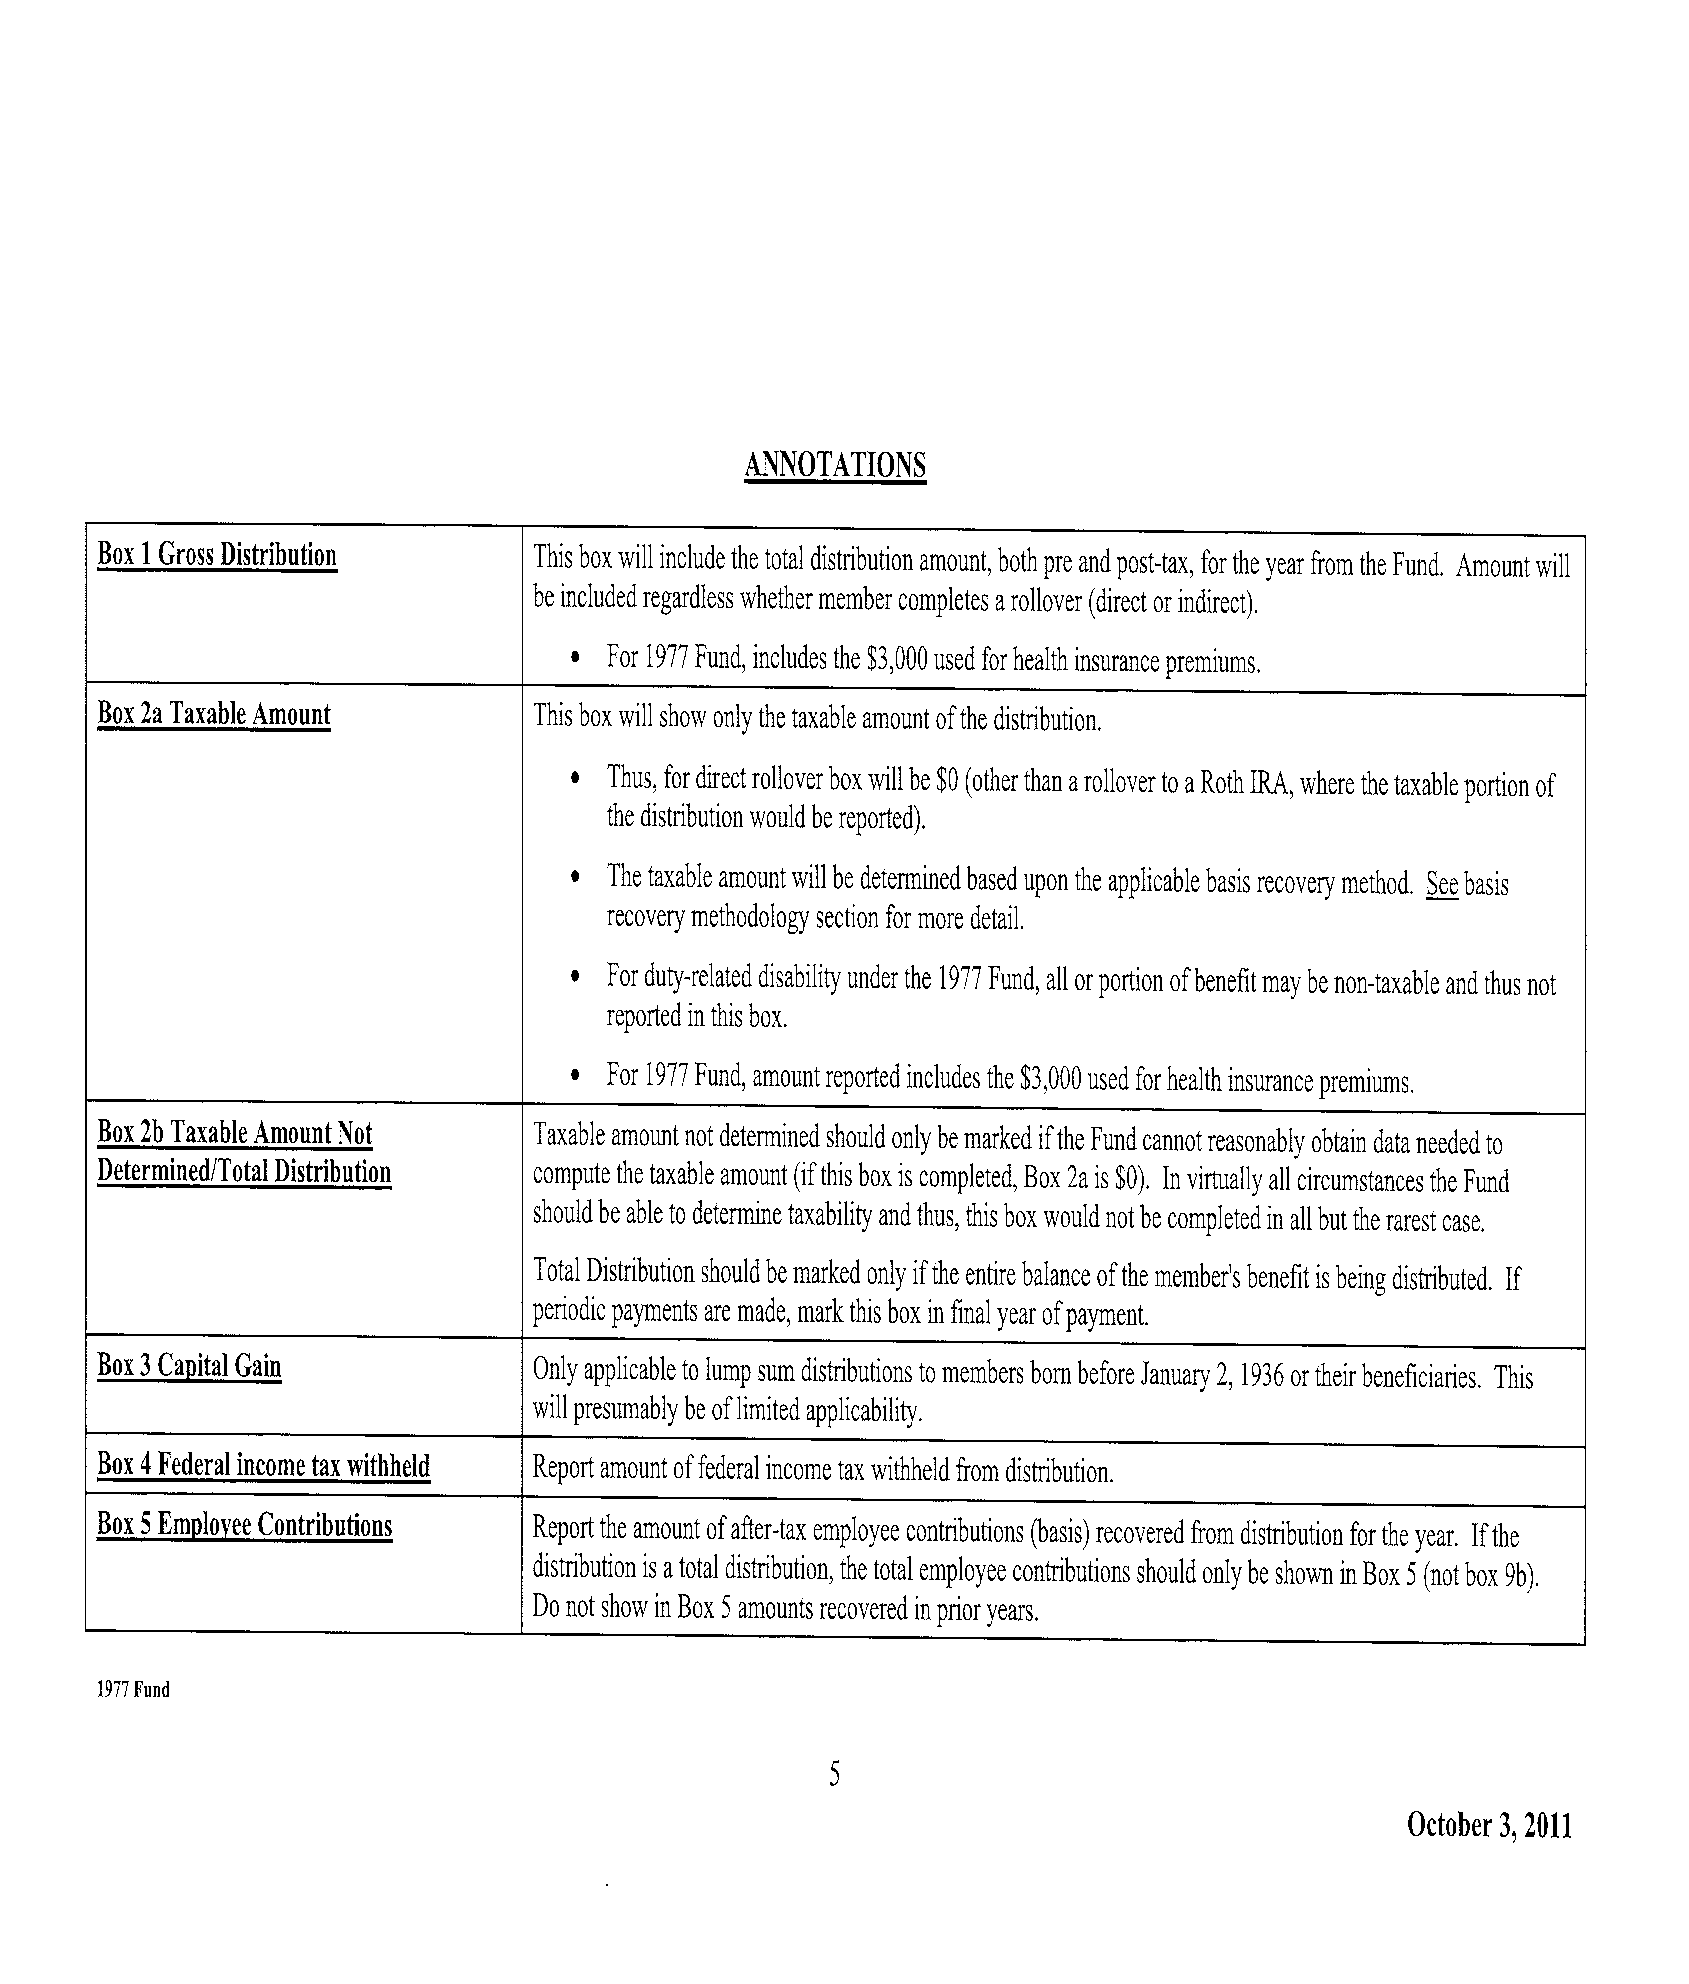 ANNOTATIONS
Box 1 Gross Distribution
This box will include the total distribution amount, both pre and post-tax, for the year from the Fund. Amount will
be included regardless whether member completes a rollover (direct or indirect).
• For 1977 Fund, includes the $3,000 used for health insurance premiums.
Box 2a Taxable Amount
This box will show only the taxable amount of the distribution.
• Thus, for direct rollover box will be $0 (other than a rollover to a Roth IRA, where the taxable portion of
the distribution would be reported).
• The taxable amount will be determined based upon the applicable basis recovery method. See basis
recovery methodology section for more detail.
• For duty-related disability under the 1977 Fund, all or portion of benefit may be non-taxable and thus not
reported in this box.
• For 1977 Fund, amount reported includes the $3,000 used for health insurance premiums.
Box 2b Taxable Amount Not
Determined/Total Distribution
Taxable amount not determined should only be marked if the Fund cannot reasonably obtain data needed to
compute the taxable amount (if this box is completed, Box 2a is $0). In virtually all circumstances the Fund
should be able to determine taxability and thus, this box would not be completed in all but the rarest case.
Total Distribution should be marked only if the entire balance of the member's benefit is being distributed. If
periodic payments are made, mark this box in final year of payment.
Box 3 Capital Gain
Only applicable to lump sum distributions to members born before January 2, 1936 or their beneficiaries. This
will presumably be of limited applicability.
Box 4 Federal income tax withheld
Report amount of federal income tax withheld from distribution.
Box 5 Employee Contributions
Report the amount of after-tax employee contributions (basis) recovered from distribution for the year. If the
distribution is a total distribution, the total employee contributions should only be shown in Box 5 (not box 9b).
Do not show in Box 5 amounts recovered in prior years.
1977 Fund
5
October 3, 2011